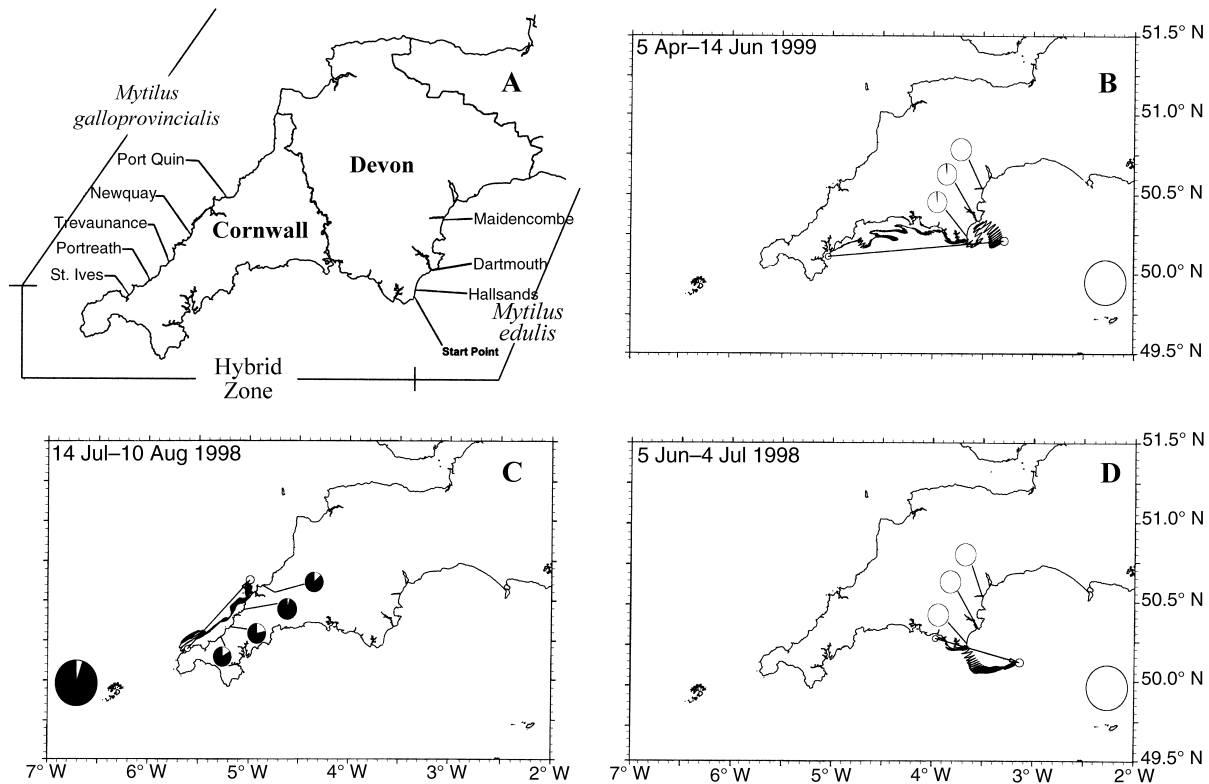 A
Mytilus
galloprovincialis
Port Quin
Newquay
Trevaunance
Portreath
St. Ives
Cornwall
Devon
Maidencombe
Dartmouth
Hallsands
Mytilus
edulis
Start Point
Hybrid
Zone
5 Apr–14 Jun 1999
B
51.5° N
51.0° N
50.5° N
50.0° N
49.5° N
14 Jul–10 Aug 1998
C
7° W
6° W
5° W
4° W
3° W
2° W
5 Jun–4 Jul 1998
D
51.5° N
51.0° N
50.5° N
50.0° N
49.5° N
7° W
6° W
5° W
4° W
3° W
2° W